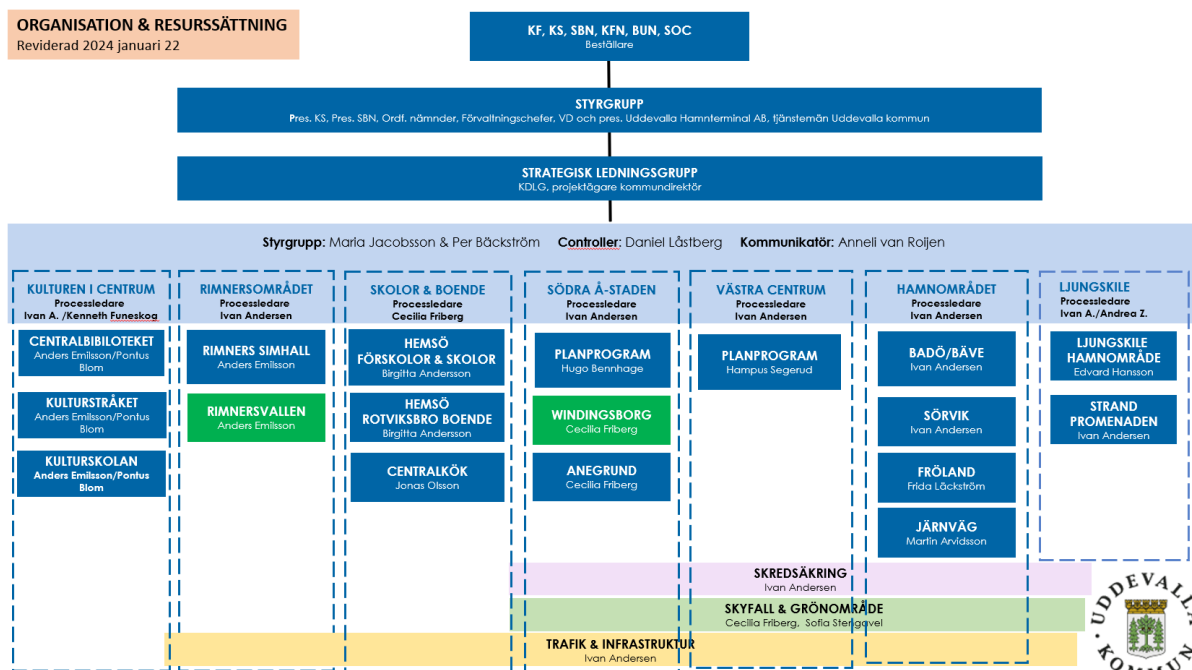 ORGANISATION & RESURSSÄTTNING
Reviderad 2024 januari 22
KF, KS, SBN, KFN, BUN, SOC
Beställare
STYRGRUPP
Pres. KS, Pres. SBN, Ordf. nämnder, Förvaltningschefer, VD och pres. Uddevalla Hamnterminal AB, tjänstemän Uddevalla kommun
STRATEGISK LEDNINGSGRUPP
KDLG, projektägare kommundirektör
Styrgrupp: Maria Jacobsson & Per Bäckström Controller: Daniel Låstberg Kommunikatör: Anneli van Roijen
KULTUREN I CENTRUM
Processledare
Ivan A. /Kenneth Funeskog
CENTRALBIBILOTEKET
Anders Emilsson/Pontus
Blom
KULTURSTRÅKET
Anders Emilsson/Pontus
Blom
KULTURSKOLAN
Anders Emilsson/Pontus
Blom
RIMNERSOMRÅDET
Processledare
Ivan Andersen
RIMNERS SIMHALL
Anders Emilsson
RIMNERSVALLEN
Anders Emilsson
SKOLOR & BOENDE
Processledare
Cecilia Friberg
HEMSÖ
FÖRSKOLOR & SKOLOR
Birgitta Andersson
HEMSÖ
ROTVIKSBRO BOENDE
Birgitta Andersson
CENTRALKÖK
Jonas Olsson
SÖDRA Å-STADEN
Processledare
Ivan Andersen
PLANPROGRAM
Hugo Bennhage
WINDINGSBORG
Cecilia Friberg
ANEGRUND
Cecilia Friberg
VÄSTRA CENTRUM
Processledare
Ivan Andersen
PLANPROGRAM
Hampus Segerud
HAMNOMRÅDET
Processledare
Ivan Andersen
BADÖ/BÄVE
Ivan Andersen
SÖRVIK
Ivan Andersen
FRÖLAND
Frida Läckström
JÄRNVÄG
Martin Arvidsson
LJUNGSKILE
Processledare
Ivan A./Andrea Z.
LJUNGSKILE
HAMNOMRÅDE
Edvard Hansson
STRAND
PROMENADEN
Ivan Andersen
SKREDSÄKRING
Ivan Andersen
SKYFALL & GRÖNOMRÅDE
Cecilia Friberg, Sofia Stengavel
TRAFIK & INFRASTRUKTUR
Ivan Andersen
UDDEVALLA
KOMMUN